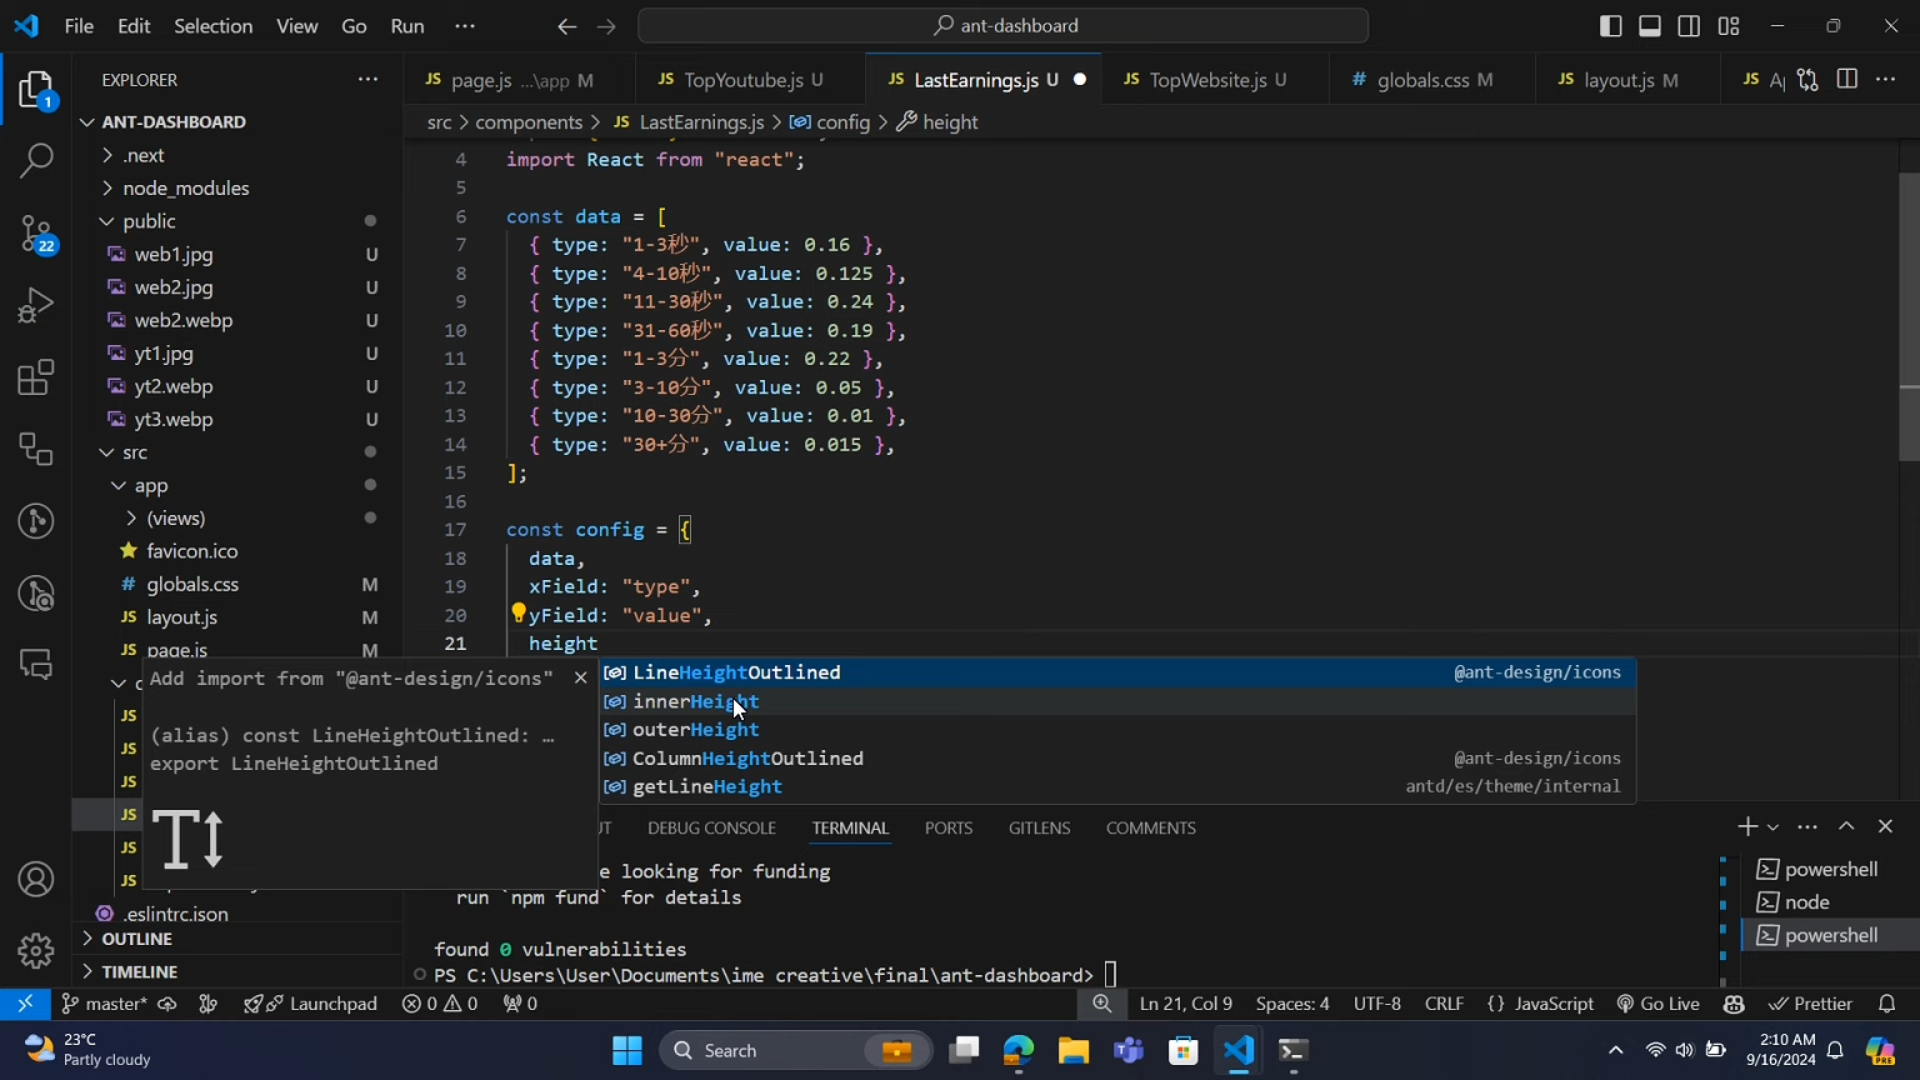 File Edit Selection View Go Run ...
ant-dashboard
EXPLORER
JS page.js ...\app M
JS TopYoutube.js U
JS LastEarnings.js U
JS TopWebsite.js U
# globals.css M
JS layout.js M
JS
src > components > JS LastEarnings.js > config > height
ANT-DASHBOARD
.next
node_modules
public
web1.jpg U
web2.jpg U
web2.webp U
yt1.jpg U
yt2.webp U
yt3.webp U
src
app
(views)
favicon.ico
# globals.css M
JS layout.js M
JS page.js M
JS
JS
JS
JS
JS
JS
.eslintrc.json
OUTLINE
TIMELINE
1
22
4 import React from "react";
5
6 const data = [
7 { type: "1-3秒", value: 0.16 },
8 { type: "4-10秒", value: 0.125 },
9 { type: "11-30秒", value: 0.24 },
10 { type: "31-60秒", value: 0.19 },
11 { type: "1-3分", value: 0.22 },
12 { type: "3-10分", value: 0.05 },
13 { type: "10-30分", value: 0.01 },
14 { type: "30+分", value: 0.015 },
15 ];
16
17 const config = {
18 data,
19 xField: "type",
20 yField: "value",
21 height
Add import from "@ant-design/icons"
(alias) const LineHeightOutlined: …
export LineHeightOutlined
LineHeightOutlined @ant-design/icons
innerHeight
outerHeight
ColumnHeightOutlined @ant-design/icons
getLineHeight antd/es/theme/internal
DEBUG CONSOLE TERMINAL PORTS GITLENS COMMENTS
e looking for funding
run `npm fund` for details
found 0 vulnerabilities
PS C:\Users\User\Documents\ime creative\final\ant-dashboard>
powershell
node
powershell
master* Launchpad 0 0 0
Ln 21, Col 9 Spaces: 4 UTF-8 CRLF {} JavaScript Go Live Prettier
23°C
Partly cloudy
Search
2:10 AM
9/16/2024
PRE